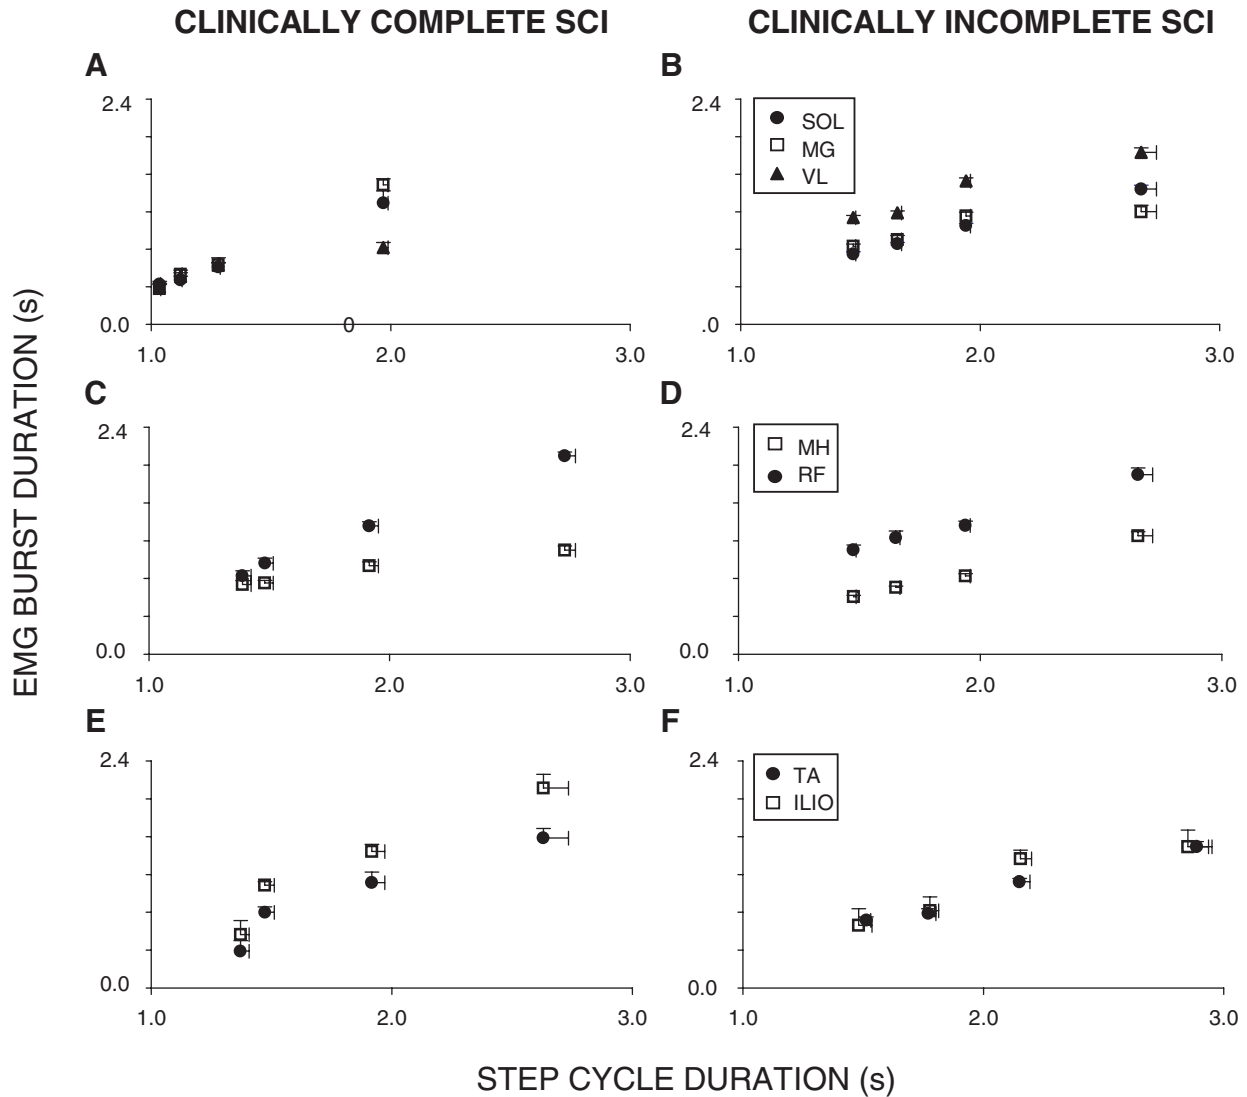 CLINICALLY COMPLETE SCI
CLINICALLY INCOMPLETE SCI
A
2.4
0.0
0
1.0 2.0 3.0
B
2.4
SOL
MG
VL
.0
1.0 2.0 3.0
C
2.4
0.0
1.0 2.0 3.0
D
2.4
MH
RF
0.0
1.0 2.0 3.0
E
2.4
0.0
1.0 2.0 3.0
F
2.4
TA
ILIO
0.0
1.0 2.0 3.0
EMG BURST DURATION (s)
STEP CYCLE DURATION (s)